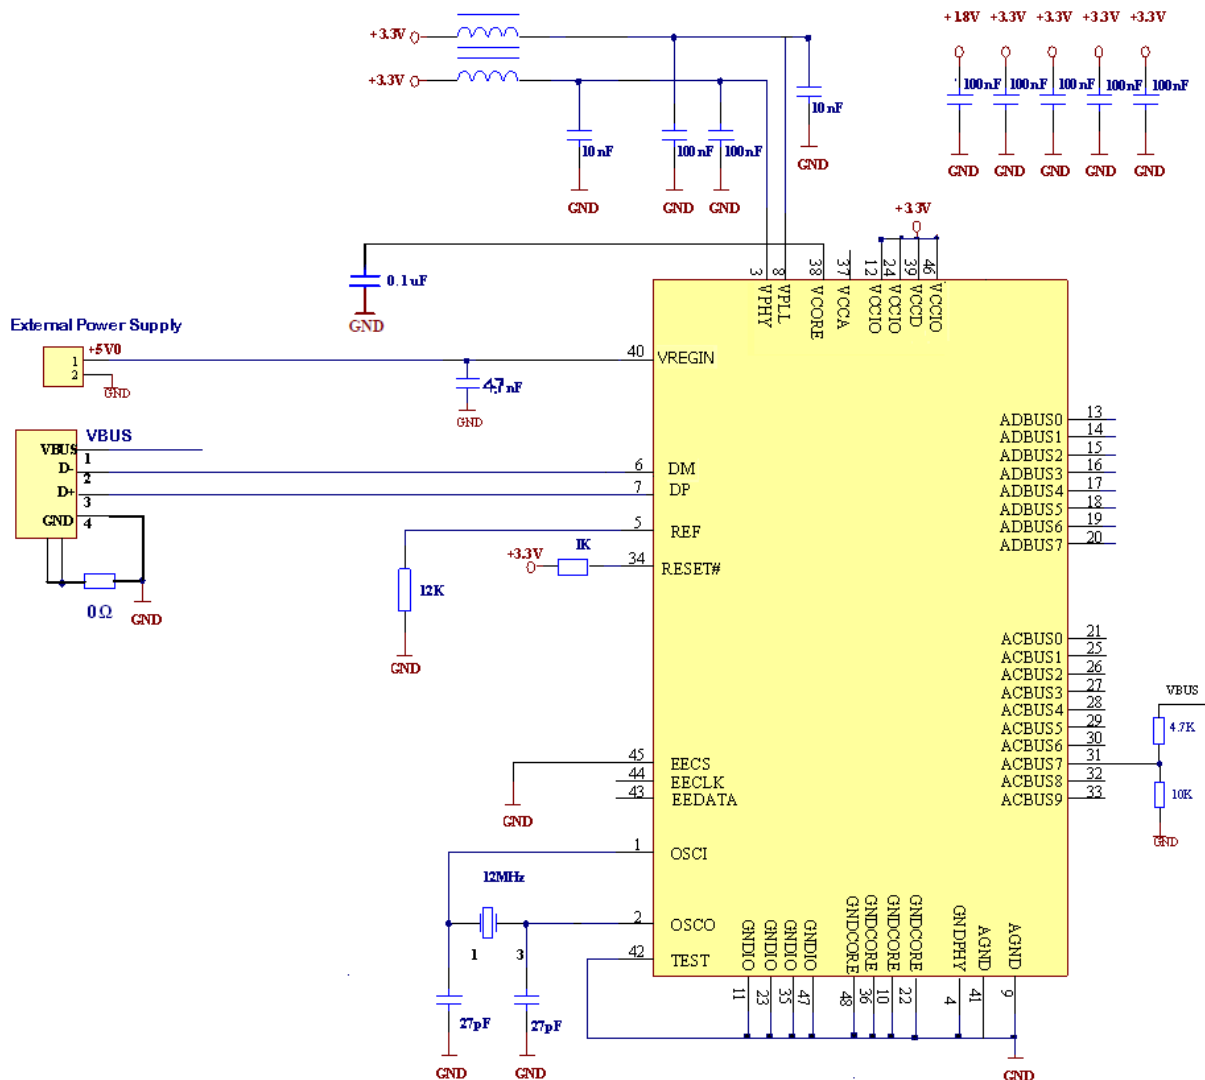 +3.3V
+3.3V
10nF
100nF
100nF
10nF
GND
GND
GND
GND
+1.8V +3.3V +3.3V +3.3V +3.3V
100nF 100nF 100nF 100nF 100nF
GND GND GND GND GND
+3.3V
0.1uF
GND
3 8 38 37 12 24 39 46
VPHY VPLL VCORE VCCA VCCIO VCCIO VCCD VCCIO
External Power Supply
+5V0
1
2
GND
40 VREGIN
4.7nF
GND
VBUS
VBUS 1
D- 2
D+ 3
GND 4
0Ω
GND
6 DM
7 DP
5 REF
12K
GND
+3.3V
1K
34 RESET#
ADBUS0 13
ADBUS1 14
ADBUS2 15
ADBUS3 16
ADBUS4 17
ADBUS5 18
ADBUS6 19
ADBUS7 20
ACBUS0 21
ACBUS1 25
ACBUS2 26
ACBUS3 27
ACBUS4 28
ACBUS5 29
ACBUS6 30
ACBUS7 31
ACBUS8 32
ACBUS9 33
VBUS
4.7K
10K
GND
45 EECS
44 EECLK
43 EEDATA
GND
1 OSCI
12MHz
1 3
2 OSCO
42 TEST
27pF
27pF
GND
GND
GNDIO GNDIO GNDIO GNDIO GNDCORE GNDCORE GNDCORE GNDCORE GNDPHY AGND AGND
11 23 35 47 48 36 10 22 4 41 9
GND